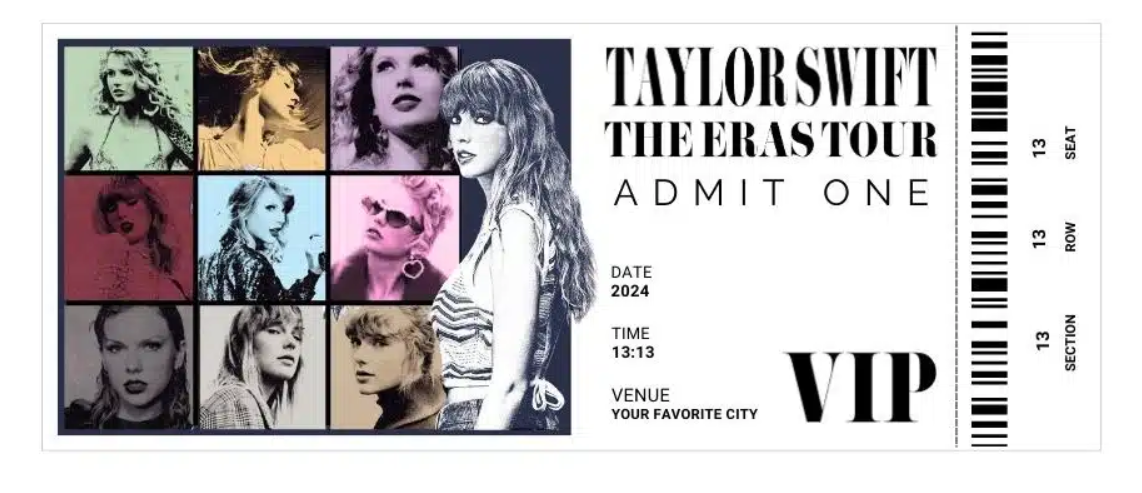 TAYLOR SWIFT
THE ERAS TOUR
ADMIT ONE
DATE
2024
TIME
13:13
VENUE
YOUR FAVORITE CITY
VIP
13
SEAT
13
ROW
13
SECTION